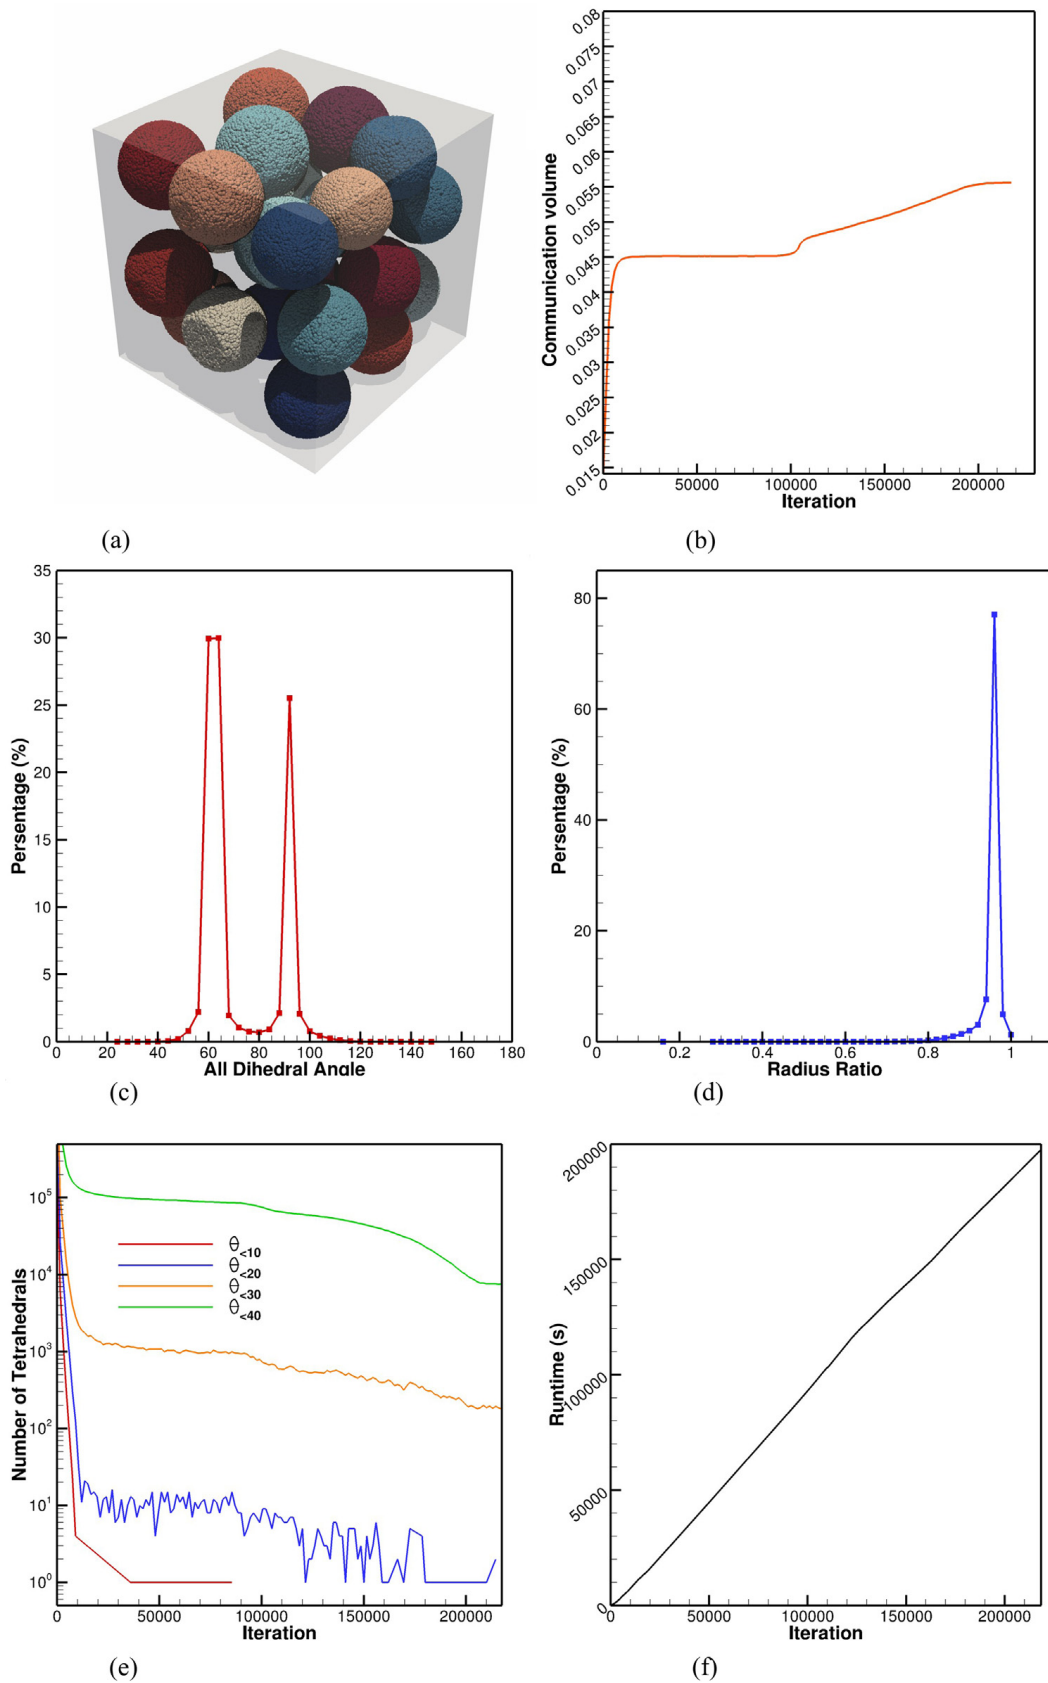 0.08
0.075
0.07
0.065
0.06
0.055
0.05
0.045
0.04
0.035
0.03
0.025
0.02
0.015
Communication volume
0 50000 100000 150000 200000
Iteration
(a)
(b)
35
30
25
20
15
10
5
0
Persentage (%)
0 20 40 60 80 100 120 140 160 180
All Dihedral Angle
(c)
80
60
40
20
0
Persentage (%)
0 0.2 0.4 0.6 0.8 1
Radius Ratio
(d)
10^5
10^4
10^3
10^2
10^1
10^0
Number of Tetrahedrals
θ<10
θ<20
θ<30
θ<40
0 50000 100000 150000 200000
Iteration
(e)
200000
150000
100000
50000
0
Runtime (s)
50000 100000 150000 200000
Iteration
(f)